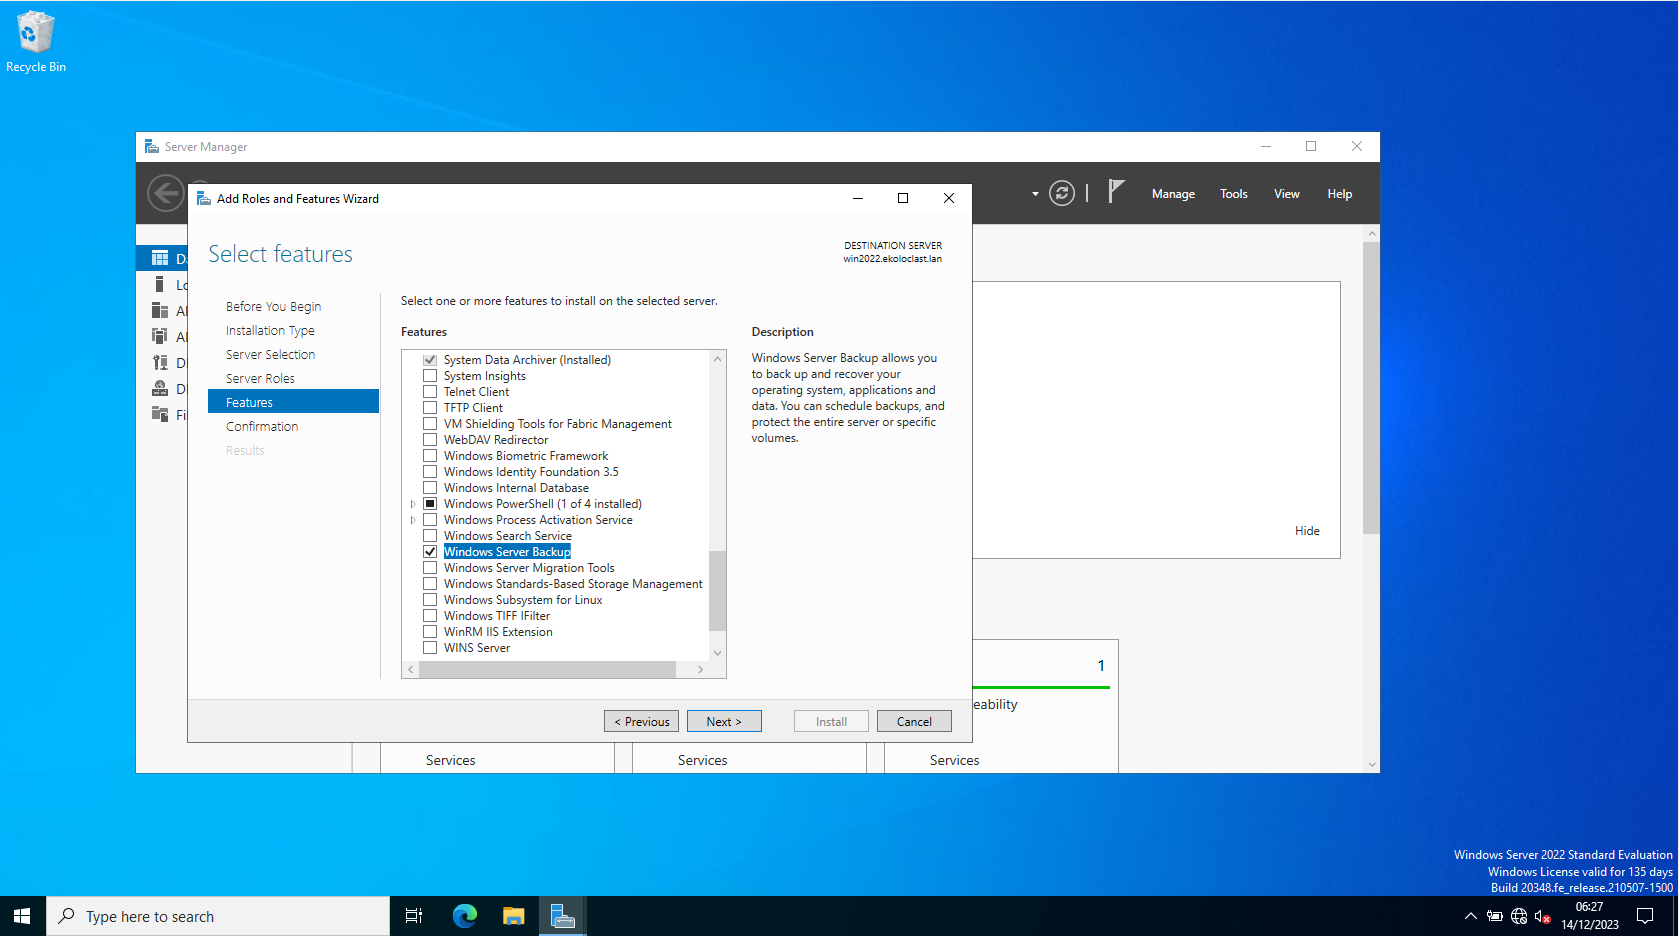 Recycle Bin
Server Manager
Manage
Tools
View
Help
Add Roles and Features Wizard
Select features
DESTINATION SERVER
win2022.ekoloclast.lan
Before You Begin
Installation Type
Server Selection
Server Roles
Features
Confirmation
Results
Select one or more features to install on the selected server.
Features
System Data Archiver (Installed)
System Insights
Telnet Client
TFTP Client
VM Shielding Tools for Fabric Management
WebDAV Redirector
Windows Biometric Framework
Windows Identity Foundation 3.5
Windows Internal Database
Windows PowerShell (1 of 4 installed)
Windows Process Activation Service
Windows Search Service
Windows Server Backup
Windows Server Migration Tools
Windows Standards-Based Storage Management
Windows Subsystem for Linux
Windows TIFF IFilter
WinRM IIS Extension
WINS Server
Description
Windows Server Backup allows you
to back up and recover your
operating system, applications and
data. You can schedule backups, and
protect the entire server or specific
volumes.
< Previous
Next >
Install
Cancel
Hide
1
eability
Services
Services
Services
Windows Server 2022 Standard Evaluation
Windows License valid for 135 days
Build 20348.fe_release.210507-1500
Type here to search
06:27
14/12/2023